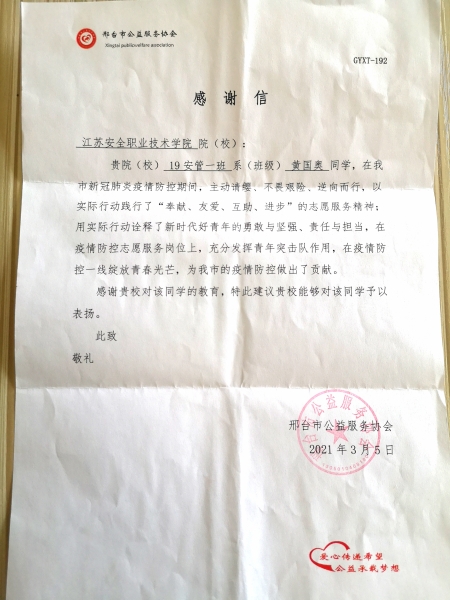 邢台市公益服务协会
Xingtai publicwelfare association
GYXT-192
感谢信
江苏安全职业技术学院 院（校）：
贵院（校） 19安管一班 系（班级） 黄国奥 同学，在我
市新冠肺炎疫情防控期间，主动请缨、不畏艰险、逆向而行，以
实际行动践行了“奉献、友爱、互助、进步”的志愿服务精神；
用实际行动诠释了新时代好青年的勇敢与坚强、责任与担当，在
疫情防控志愿服务岗位上，充分发挥青年突击队作用，在疫情防
控一线绽放青春光芒，为我市的疫情防控做出了贡献。
感谢贵校对该同学的教育，特此建议贵校能够对该同学予以
表扬。
此致
敬礼
邢台市公益服务协会
2021年3月5日
邢台市公益服务协会
爱心传递希望
公益承载梦想